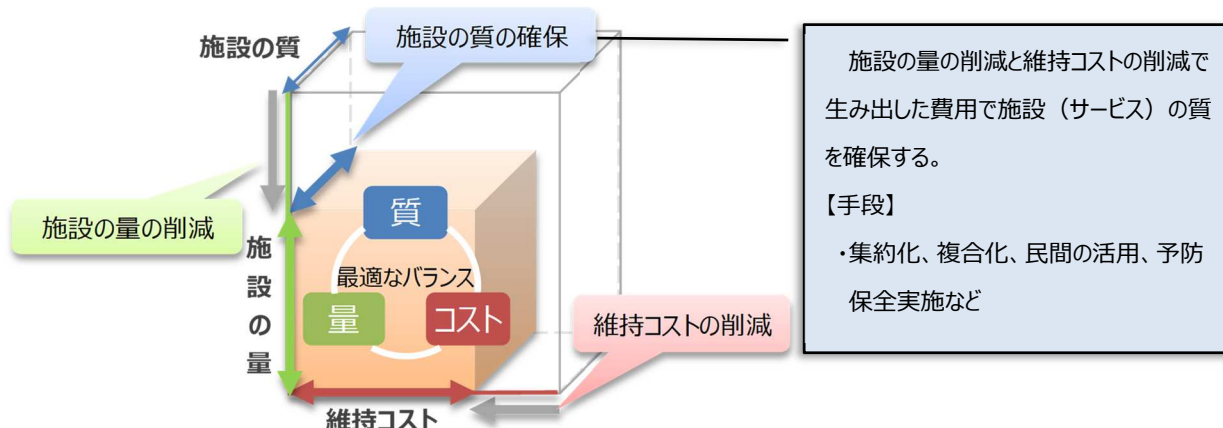 施設の質
施設の質の確保
施設の量の削減
施設の量
質
最適なバランス
量
コスト
維持コストの削減
維持コスト
施設の量の削減と維持コストの削減で
生み出した費用で施設（サービス）の質
を確保する。
【手段】
・集約化、複合化、民間の活用、予防
保全実施など